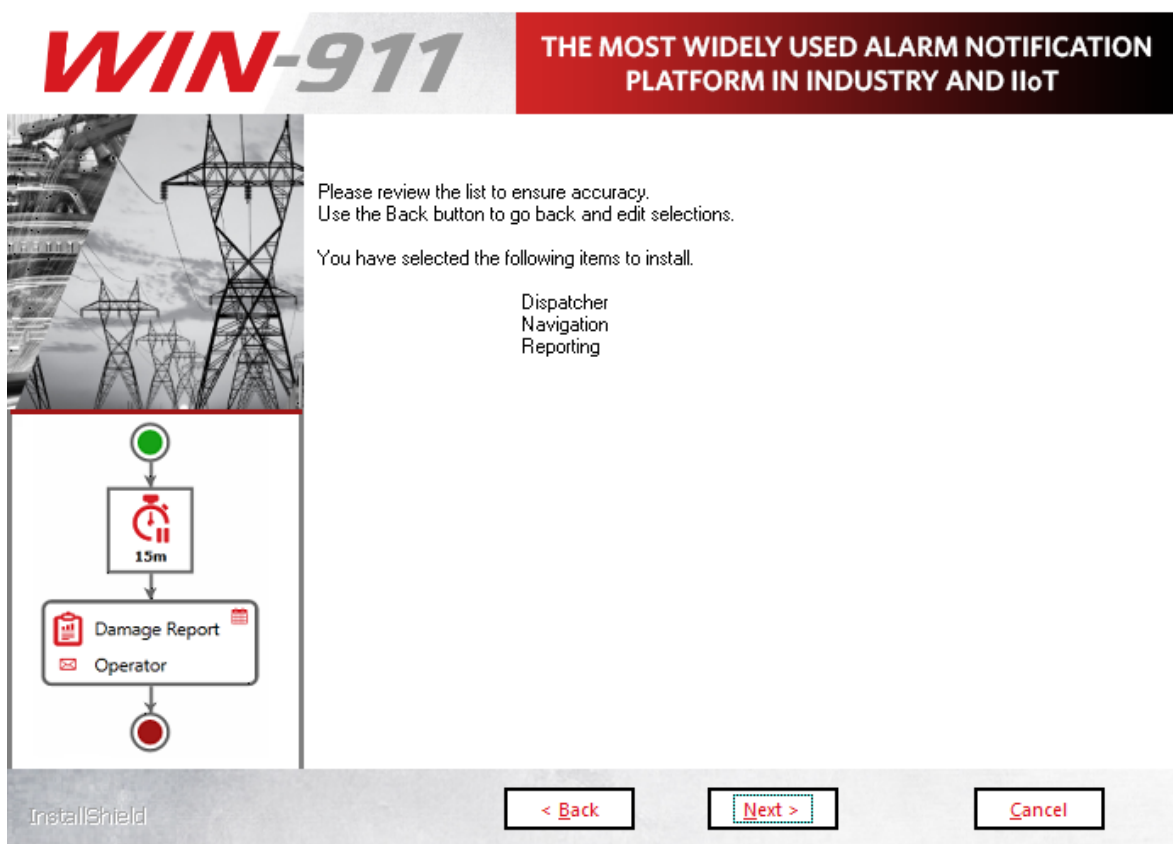 WIN-911
THE MOST WIDELY USED ALARM NOTIFICATION
PLATFORM IN INDUSTRY AND IIoT
Please review the list to ensure accuracy.
Use the Back button to go back and edit selections.
You have selected the following items to install.
Dispatcher
Navigation
Reporting
15m
Damage Report
Operator
InstallShield
< Back
Next >
Cancel